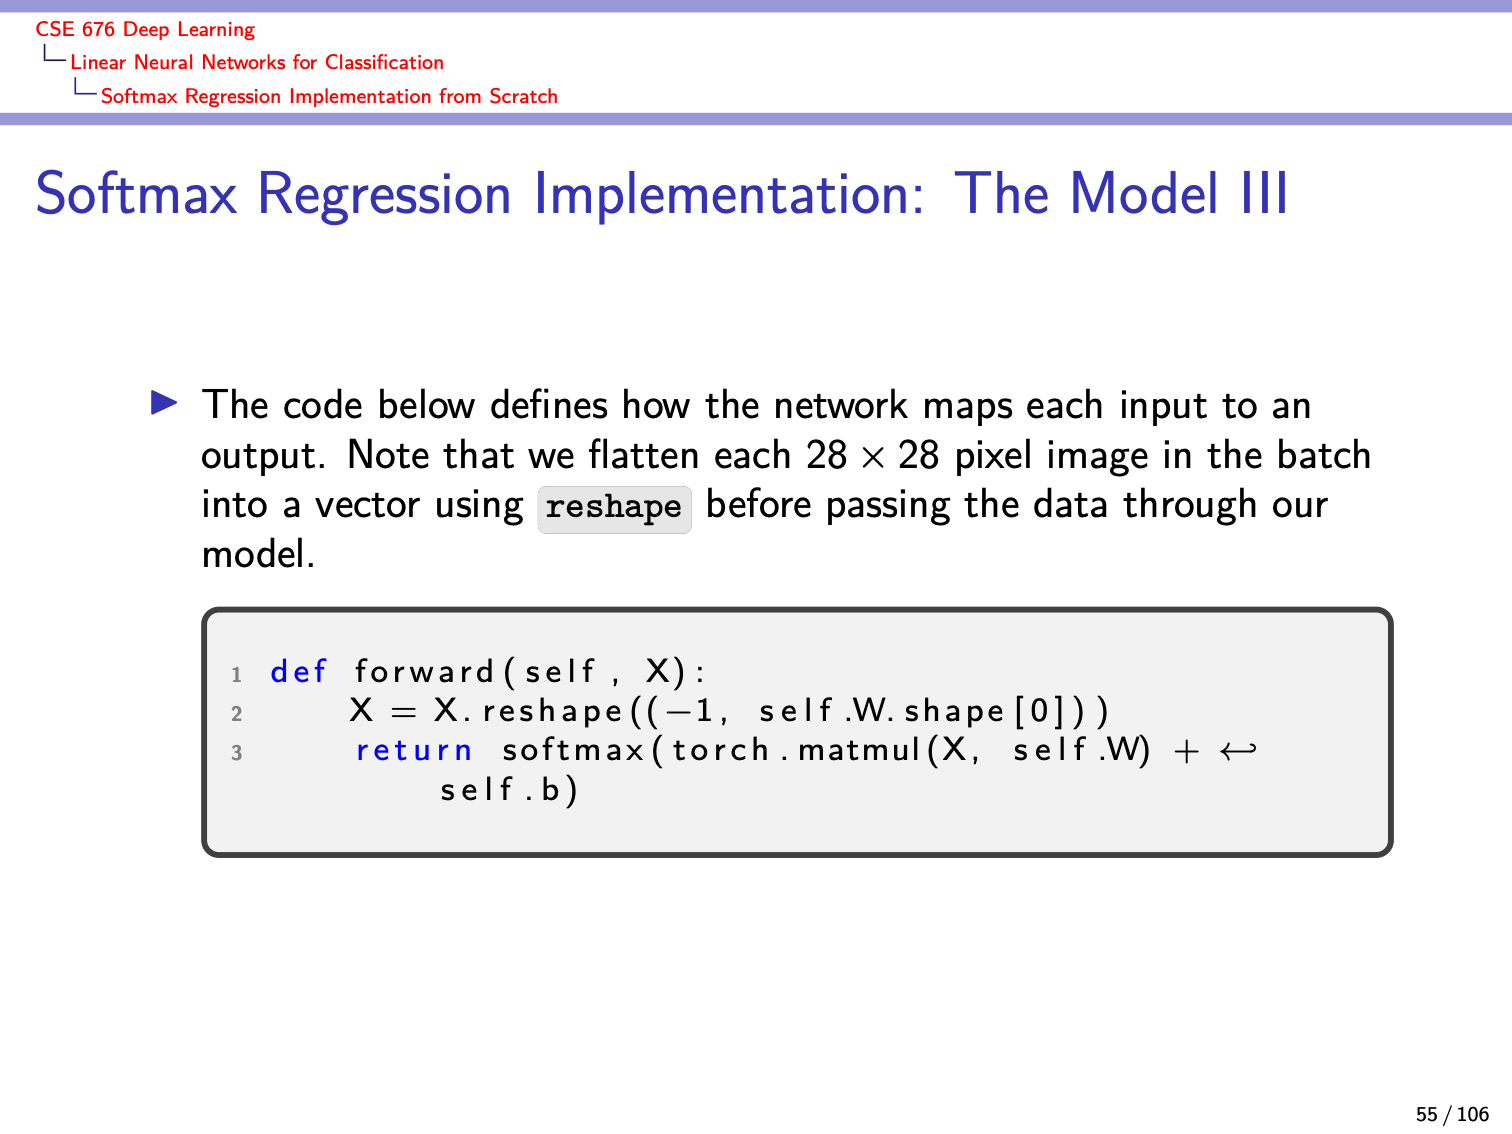 CSE 676 Deep Learning
Linear Neural Networks for Classification
Softmax Regression Implementation from Scratch
Softmax Regression Implementation: The Model III
▶ The code below defines how the network maps each input to an
output. Note that we flatten each 28 × 28 pixel image in the batch
into a vector using reshape before passing the data through our
model.
1 def forward(self, X):
2 X = X.reshape((−1, self.W.shape[0]))
3 return softmax(torch.matmul(X, self.W) + ↩
self.b)
55 / 106